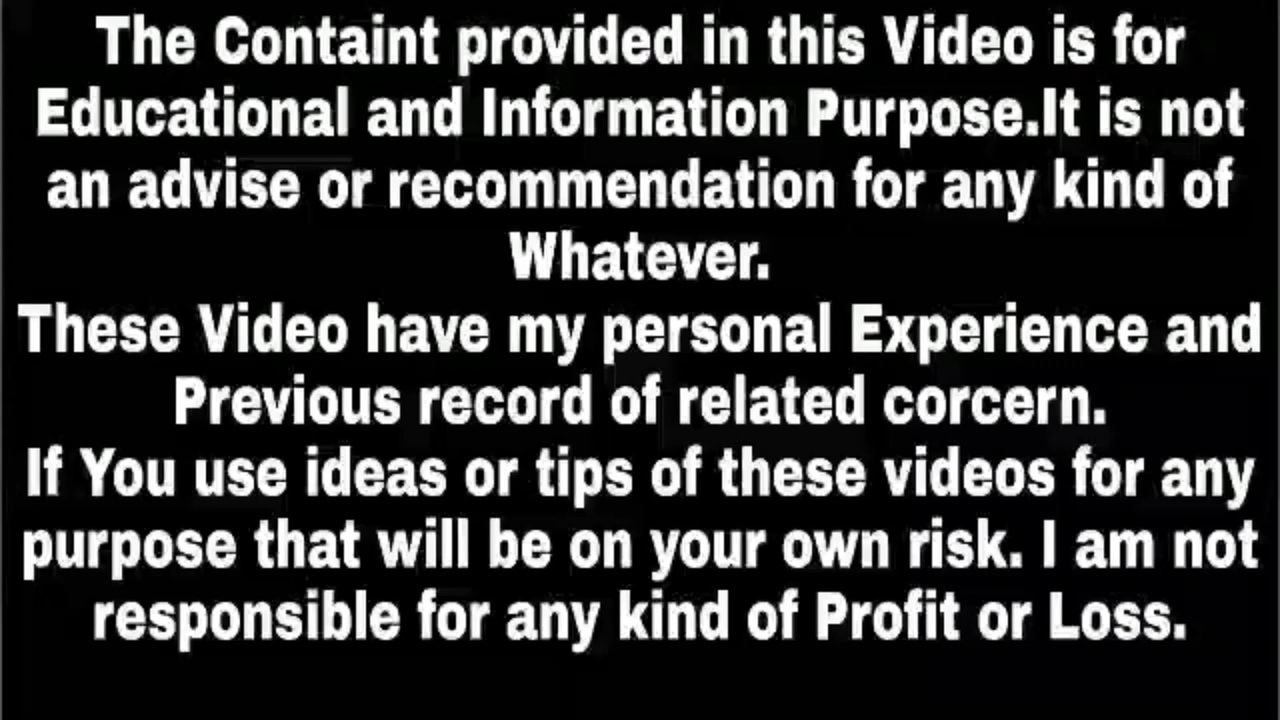 The Containt provided in this Video is for
Educational and Information Purpose.It is not
an advise or recommendation for any kind of
Whatever.
These Video have my personal Experience and
Previous record of related corcern.
If You use ideas or tips of these videos for any
purpose that will be on your own risk. I am not
responsible for any kind of Profit or Loss.